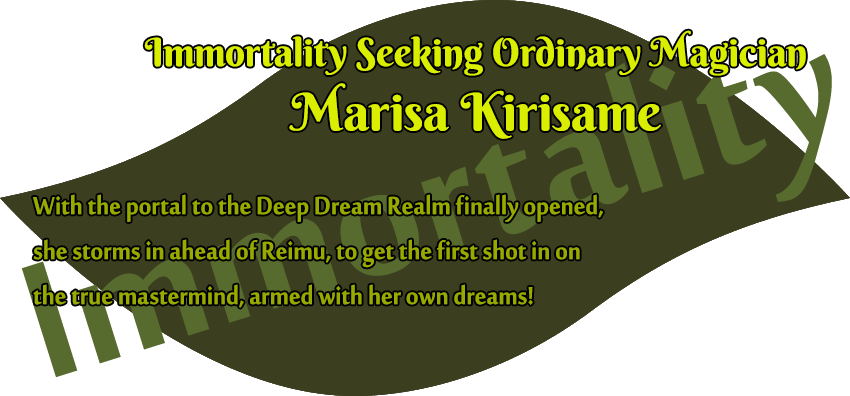 Immortality Seeking Ordinary Magician
Marisa Kirisame
Immortality
With the portal to the Deep Dream Realm finally opened,
she storms in ahead of Reimu, to get the first shot in on
the true mastermind, armed with her own dreams!